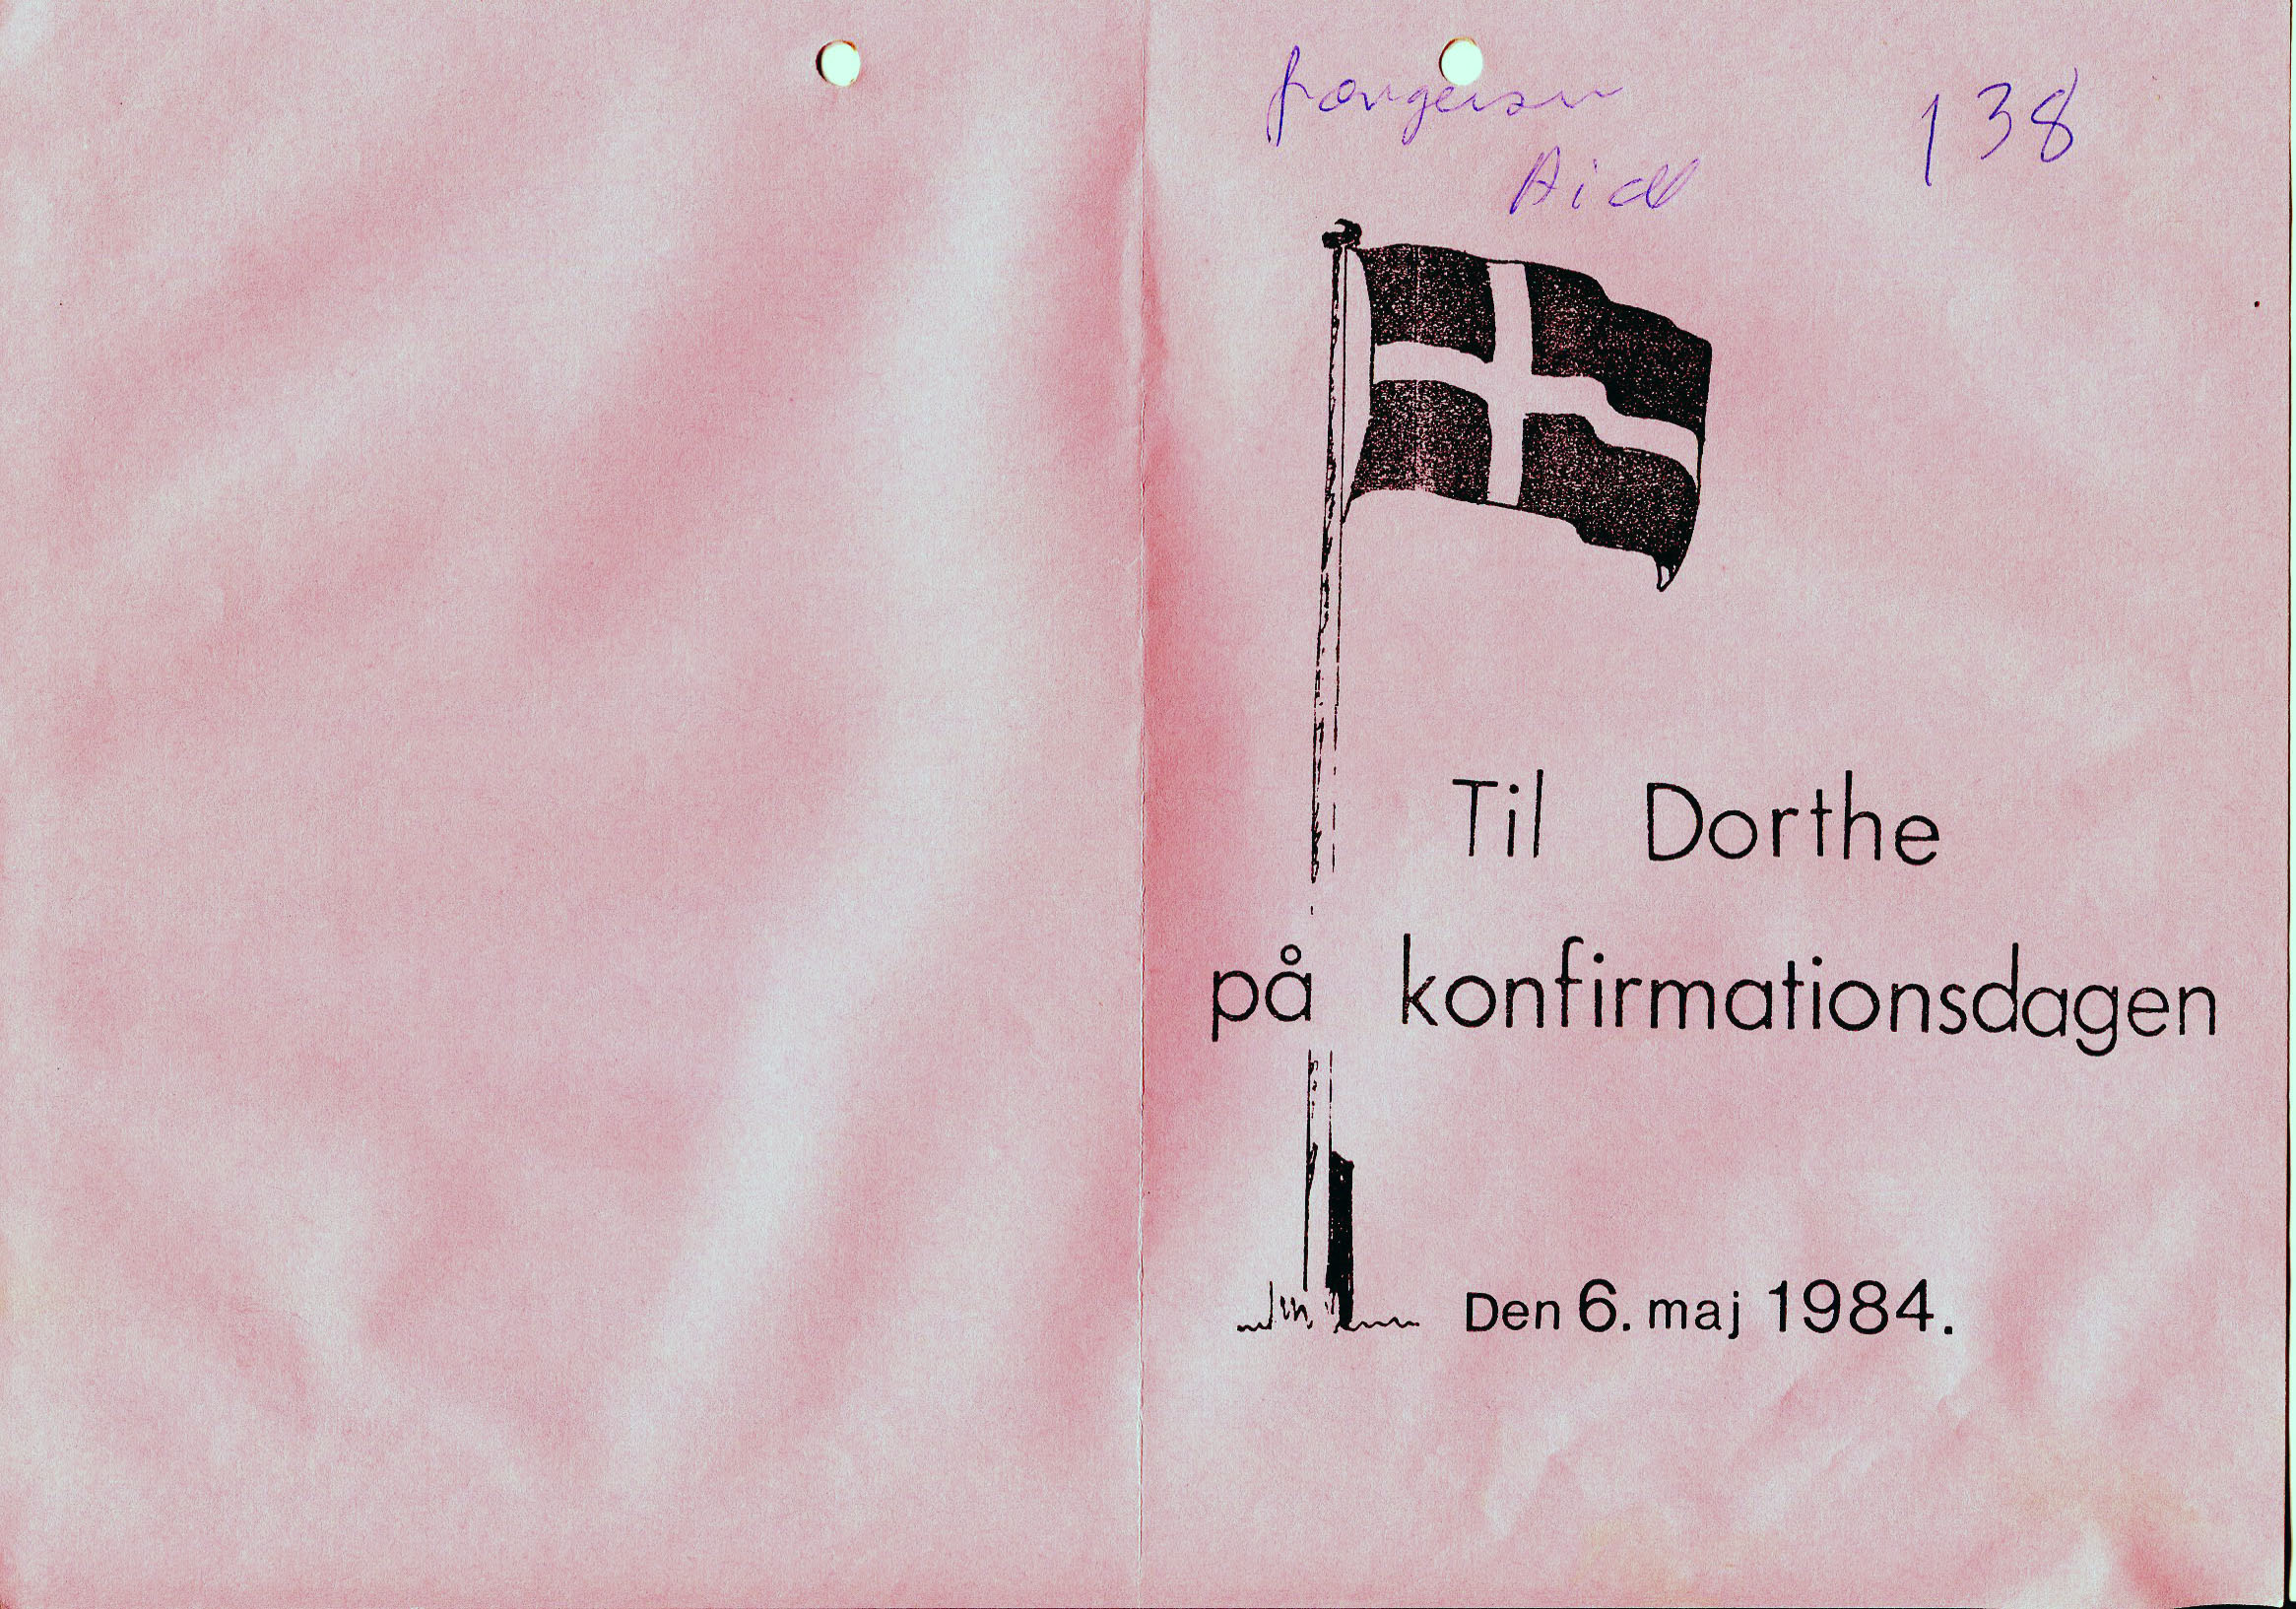 138
Til Dorthe
på konfirmationsdagen
Den 6. maj 1984.